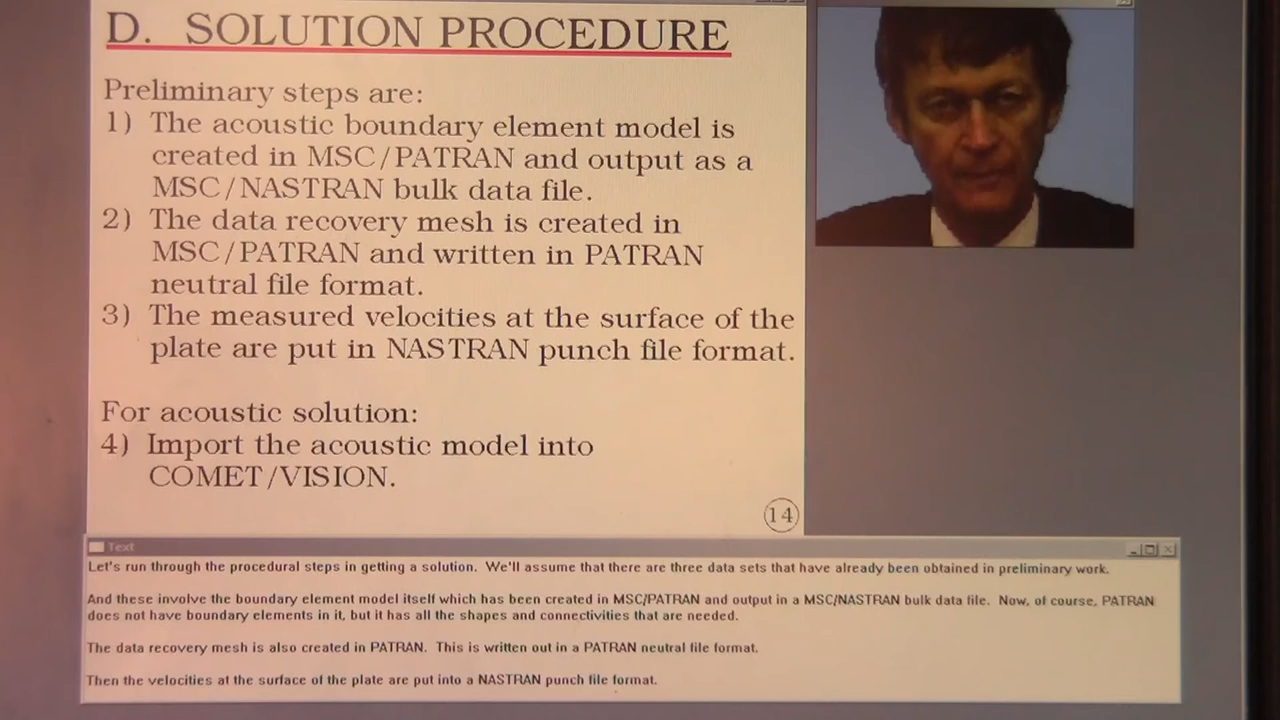 D. SOLUTION PROCEDURE
Preliminary steps are:
1) The acoustic boundary element model is
created in MSC/PATRAN and output as a
MSC/NASTRAN bulk data file.
2) The data recovery mesh is created in
MSC/PATRAN and written in PATRAN
neutral file format.
3) The measured velocities at the surface of the
plate are put in NASTRAN punch file format.
For acoustic solution:
4) Import the acoustic model into
COMET/VISION.
14
Text
Let's run through the procedural steps in getting a solution. We'll assume that there are three data sets that have already been obtained in preliminary work.
And these involve the boundary element model itself which has been created in MSC/PATRAN and output in a MSC/NASTRAN bulk data file. Now, of course, PATRAN
does not have boundary elements in it, but it has all the shapes and connectivities that are needed.
The data recovery mesh is also created in PATRAN. This is written out in a PATRAN neutral file format.
Then the velocities at the surface of the plate are put into a NASTRAN punch file format.